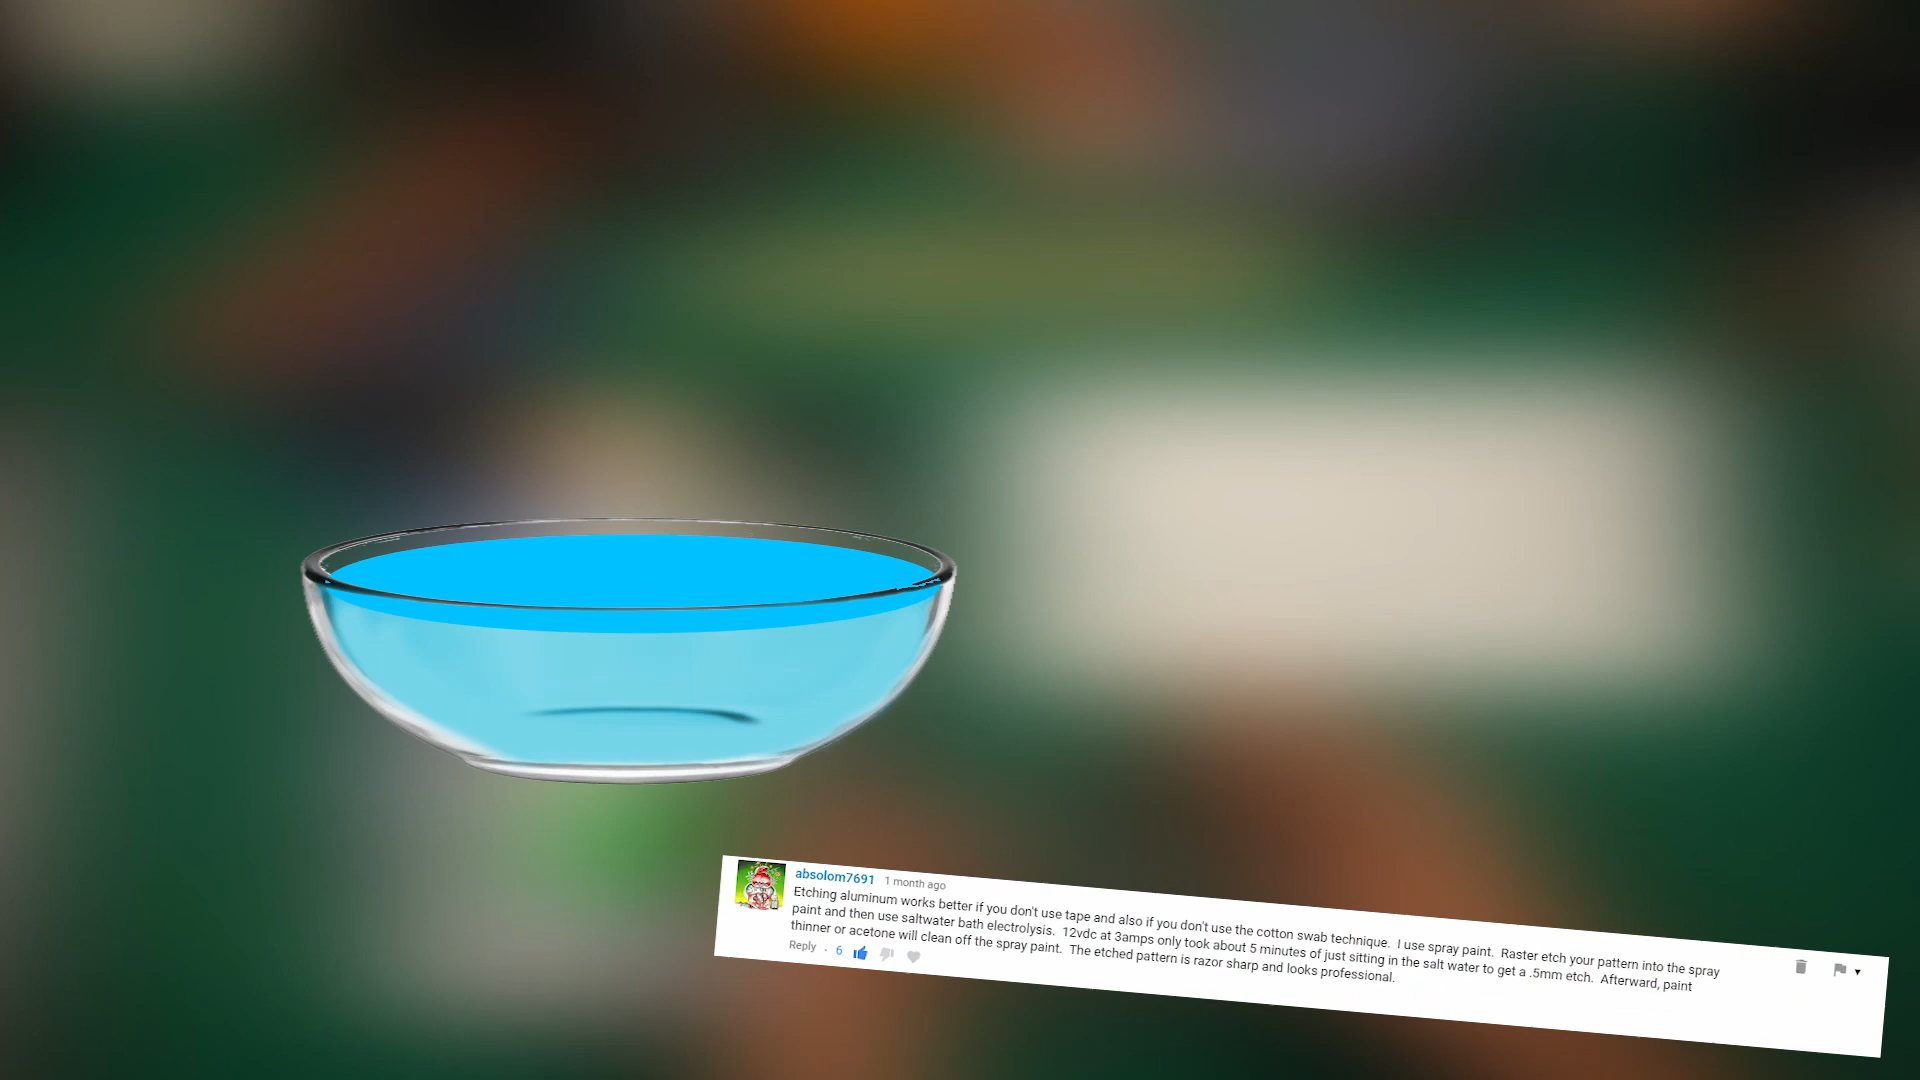 absolom7691 1 month ago
Etching aluminum works better if you don't use tape and also if you don't use the cotton swab technique.  I use spray paint.  Raster etch your pattern into the spray
paint and then use saltwater bath electrolysis.  12vdc at 3amps only took about 5 minutes of just sitting in the salt water to get a .5mm etch.  Afterward, paint
thinner or acetone will clean off the spray paint.  The etched pattern is razor sharp and looks professional.
Reply · 6